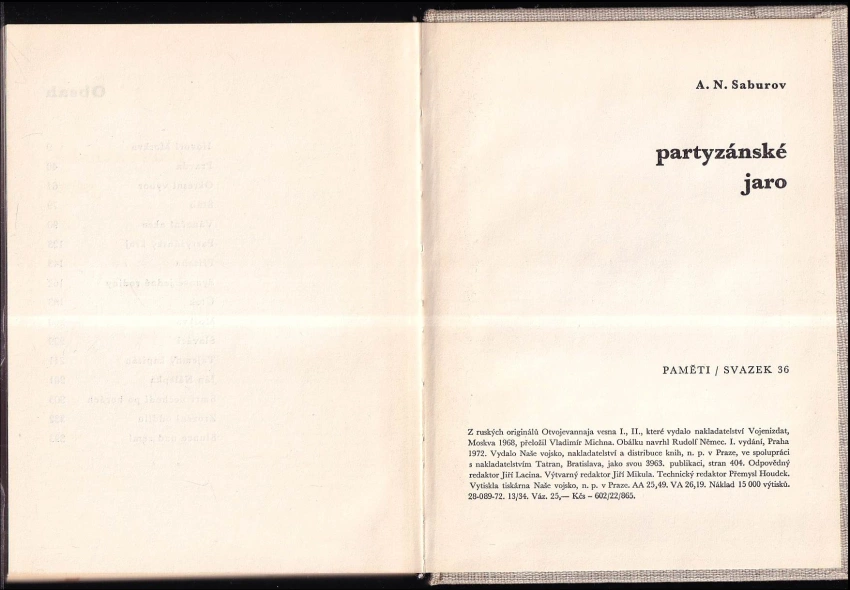 Obsah
A. N. Saburov
partyzánské
jaro
PAMĚTI / SVAZEK 36
Z ruských originálů Otvojevannaja vesna I., II., které vydalo nakladatelství Vojenizdat,
Moskva 1968, přeložil Vladimír Michna. Obálku navrhl Rudolf Němec. I. vydání, Praha
1972. Vydalo Naše vojsko, nakladatelství a distribuce knih, n. p. v Praze, ve spolupráci
s nakladatelstvím Tatran, Bratislava, jako svou 3963. publikaci, stran 404. Odpovědný
redaktor Jiří Lacina. Výtvarný redaktor Jiří Mikula. Technický redaktor Přemysl Houdek.
Vytiskla tiskárna Naše vojsko, n. p. v Praze. AA 25,49. VA 26,19. Náklad 15 000 výtisků.
28-089-72. 13/34. Váz. 25,— Kčs – 602/22/865.